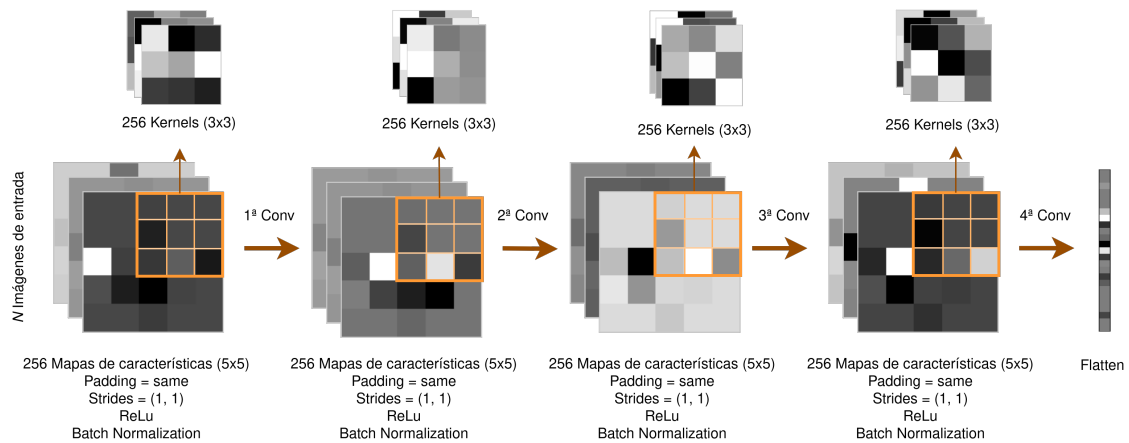 256 Kernels (3x3)
256 Kernels (3x3)
256 Kernels (3x3)
256 Kernels (3x3)
N Imágenes de entrada
1ª Conv
2ª Conv
3ª Conv
4ª Conv
256 Mapas de características (5x5)
Padding = same
Strides = (1, 1)
ReLu
Batch Normalization
256 Mapas de características (5x5)
Padding = same
Strides = (1, 1)
ReLu
Batch Normalization
256 Mapas de características (5x5)
Padding = same
Strides = (1, 1)
ReLu
Batch Normalization
256 Mapas de características (5x5)
Padding = same
Strides = (1, 1)
ReLu
Batch Normalization
Flatten